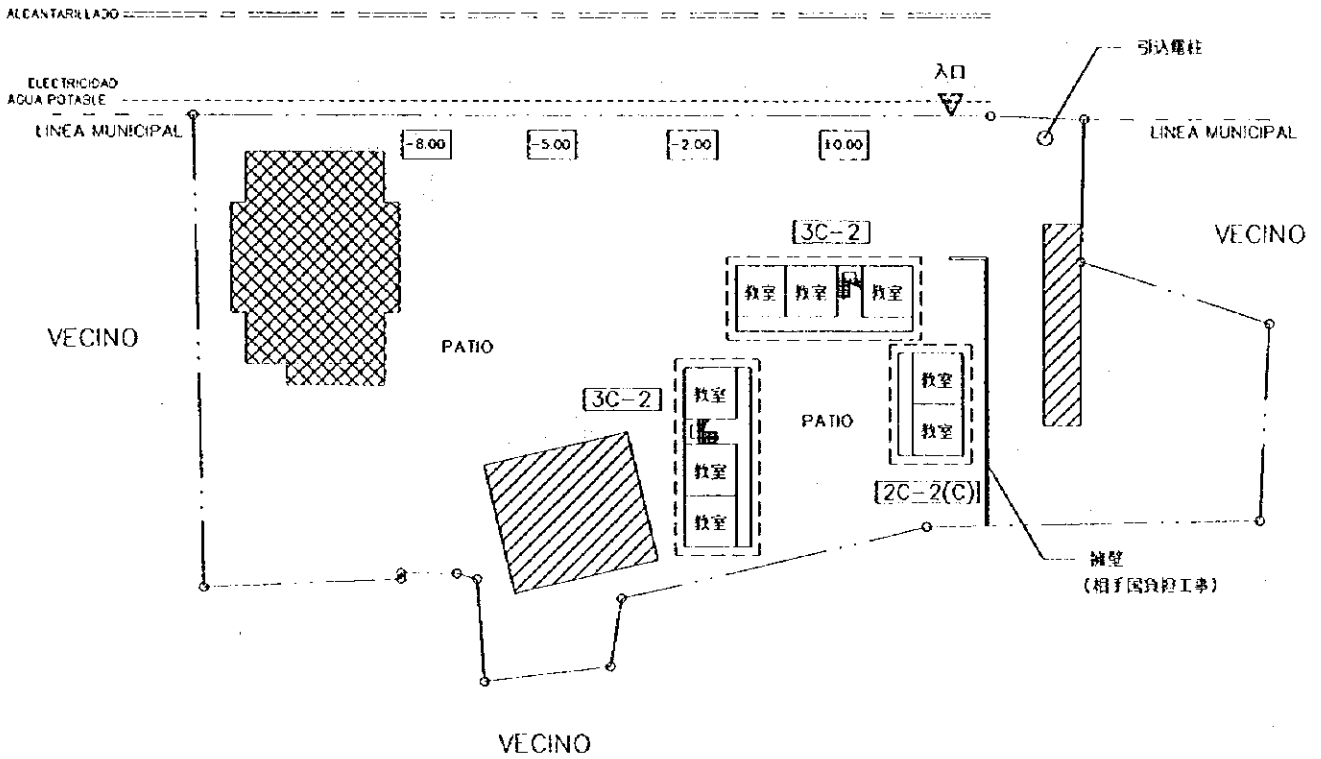 ALCANTARILLADO
引込電柱
入口
ELECTRICIDAD
AGUA POTABLE
LINEA MUNICIPAL
LINEA MUNICIPAL
-8.00
-5.00
-2.00
±0.00
3C-2
VECINO
教室 教室 教室
VECINO
PATIO
3C-2
教室
教室
教室
PATIO
教室
教室
2C-2(C)
擁壁
(相手国負担工事)
VECINO